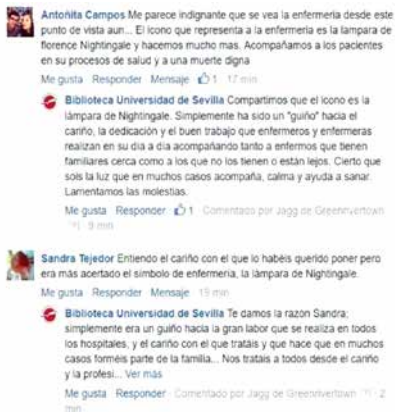 Antoñita Campos Me parece indignante que se vea la enfermeria desde este
punto de vista aun... El icono que representa a la enfermeria es la lampara de
florence Nightingale y hacemos mucho mas. Acompañamos a los pacientes
en su procesos de salud y a una muerte digna
Me gusta Responder Mensaje 1 17 min
Biblioteca Universidad de Sevilla Compartimos que el icono es la
lámpara de Nightingale. Simplemente ha sido un "guiño" hacia el
cariño, la dedicación y el buen trabajo que enfermeros y enfermeras
realizan en su dia a dia acompañando tanto a enfermos que tienen
familiares cerca como a los que no los tienen o están lejos. Cierto que
sois la luz que en muchos casos acompaña, calma y ayuda a sanar.
Lamentamos las molestias.
Me gusta Responder 1 Comentado por Jagg de Greenrivertown
9 min
Sandra Tejedor Entiendo el cariño con el que lo habéis querido poner pero
era más acertado el simbolo de enfermería, la lámpara de Nightingale.
Me gusta Responder Mensaje 19 min
Biblioteca Universidad de Sevilla Te damos la razón Sandra;
simplemente era un guiño hacia la gran labor que se realiza en todos
los hospitales, y el cariño con el que tratáis y que hace que en muchos
casos forméis parte de la familia... Nos tratáis a todos desde el cariño
y la profesi... Ver más
Me gusta Responder Comentado por Jagg de Greenrivertown 2
min